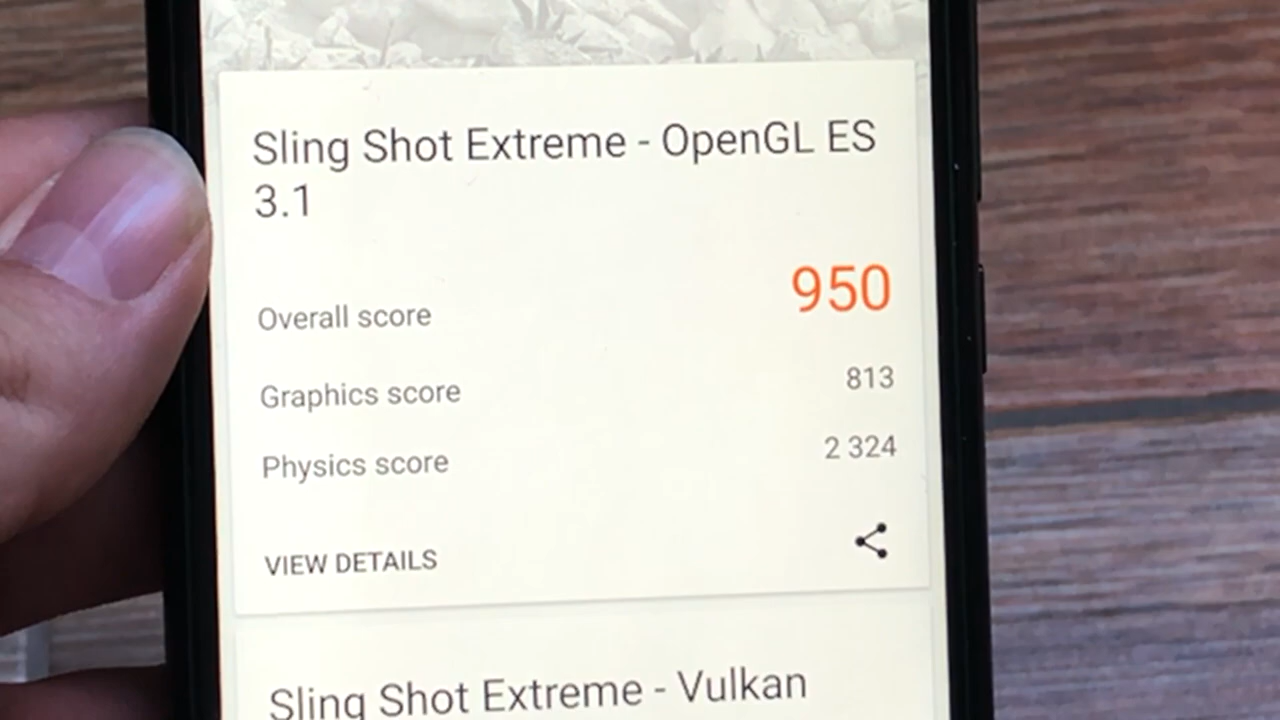 Sling Shot Extreme - OpenGL ES
3.1
Overall score 950
Graphics score 813
Physics score 2 324
VIEW DETAILS
Sling Shot Extreme - Vulkan